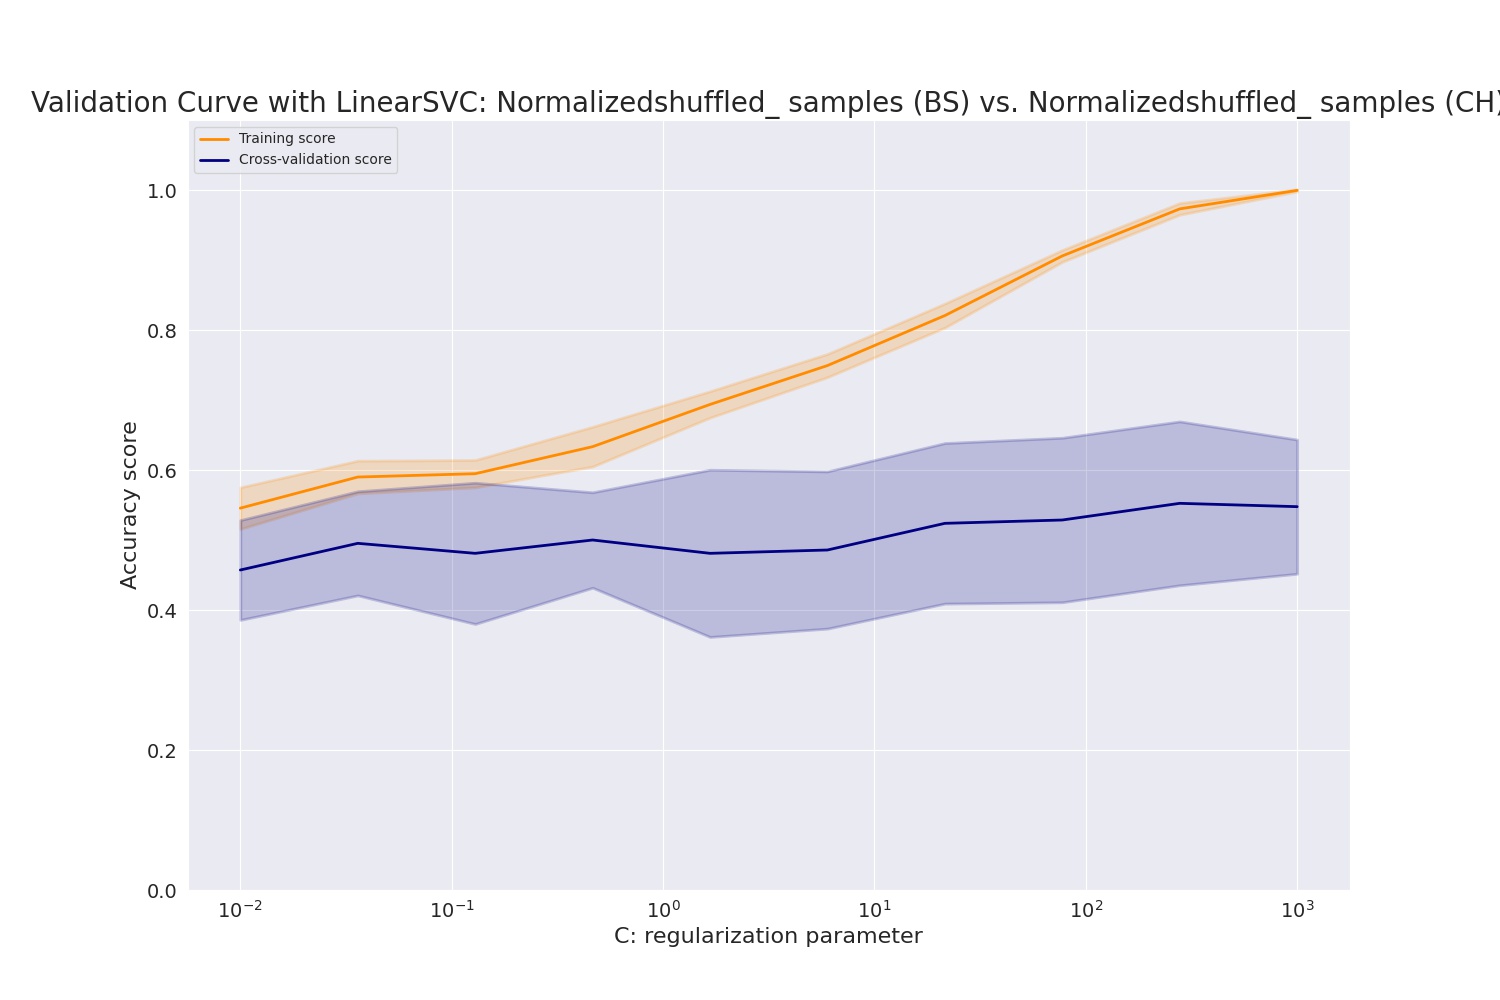 Validation Curve with LinearSVC: Normalizedshuffled_ samples (BS) vs. Normalizedshuffled_ samples (CH)
Training score
Cross-validation score
1.0
0.8
0.6
0.4
0.2
0.0
Accuracy score
10⁻² 10⁻¹ 10⁰ 10¹ 10² 10³
C: regularization parameter